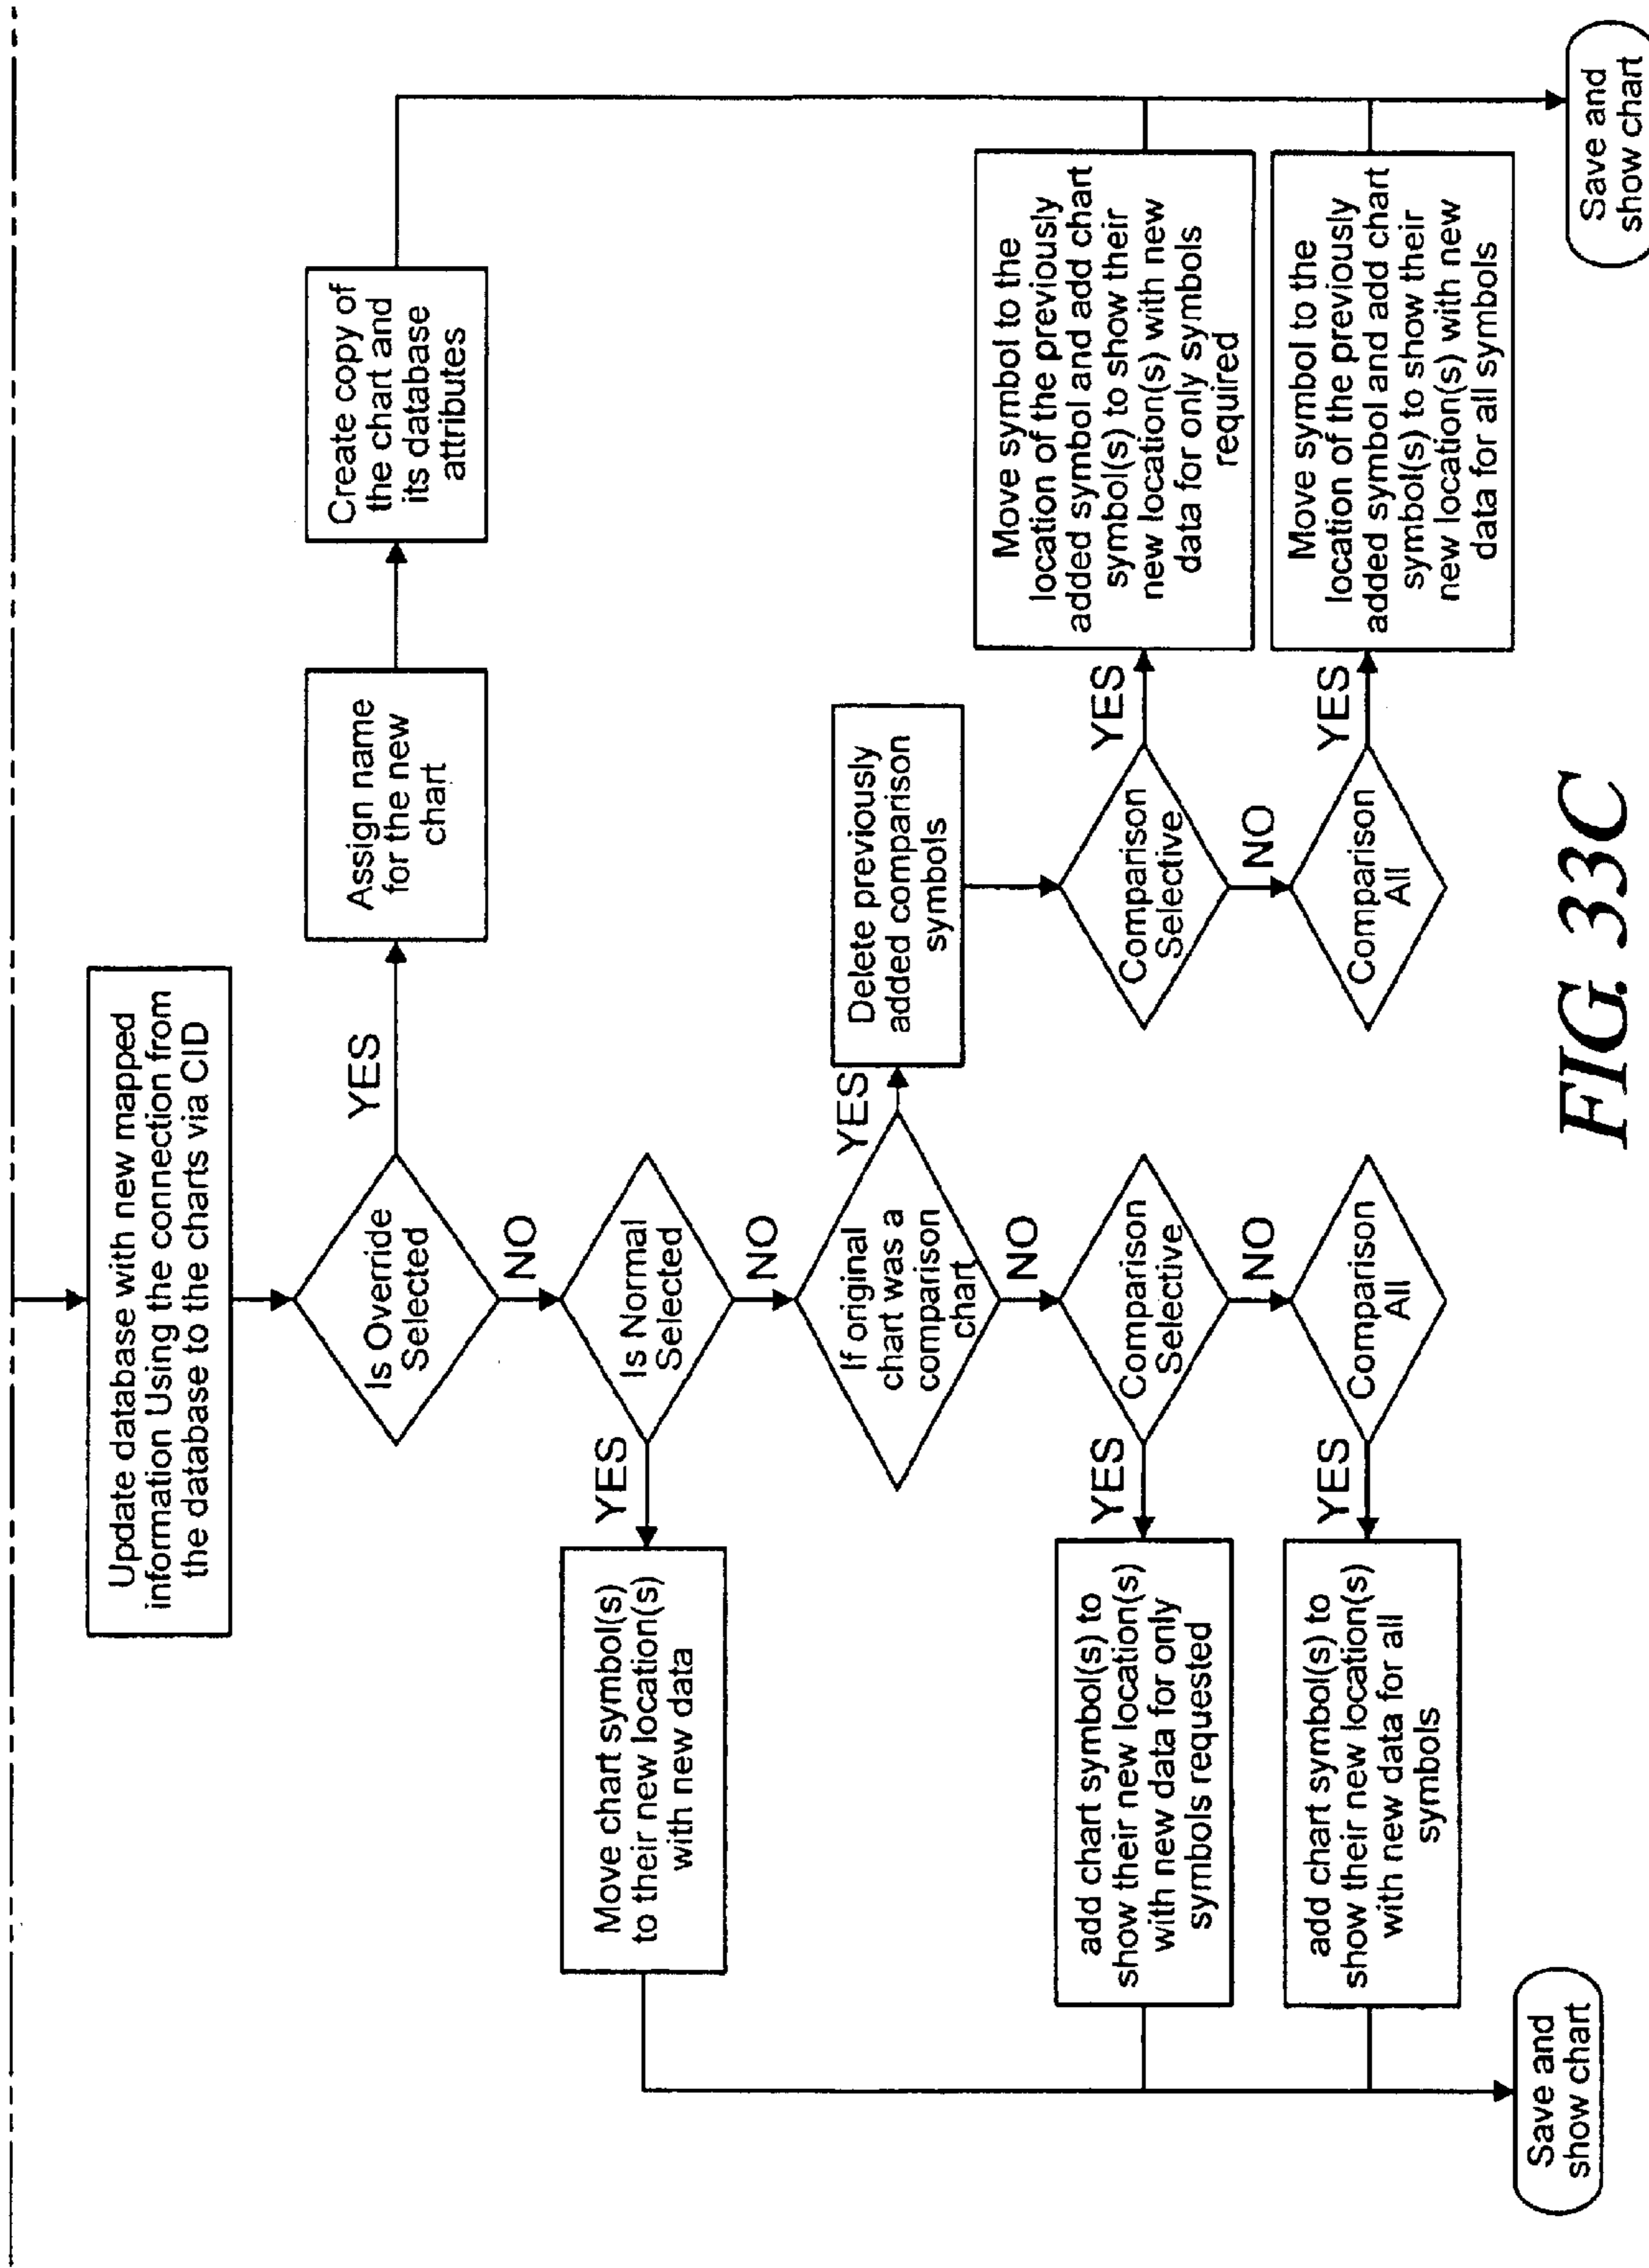 Update database with new mapped
information Using the connection from
the database to the charts via CID
Is Override
Selected
YES
Assign name
for the new
chart
Create copy of
the chart and
its database
attributes
NO
Is Normal
Selected
YES
Move chart symbol(s)
to their new location(s)
with new data
NO
If original
chart was a
comparison
chart
YES
Delete previously
added comparison
symbols
NO
Comparison
Selective
YES
add chart symbol(s) to
show their new location(s)
with new data for only
symbols requested
NO
Comparison
All
YES
add chart symbol(s) to
show their new location(s)
with new data for all
symbols
Save and
show chart
Comparison
Selective
YES
Move symbol to the
location of the previously
added symbol and add chart
symbol(s) to show their
new location(s) with new
data for only symbols
required
NO
Comparison
All
YES
Move symbol to the
location of the previously
added symbol and add chart
symbol(s) to show their
new location(s) with new
data for all symbols
Save and
show chart
FIG. 33C